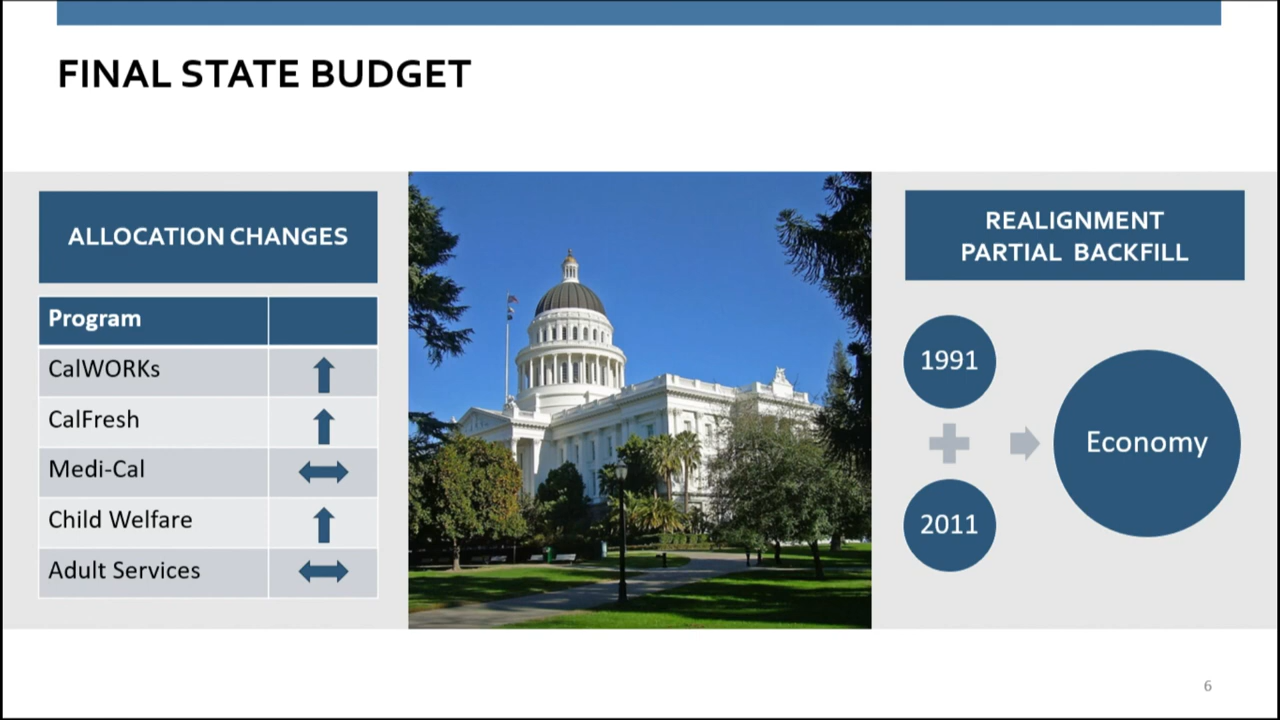 FINAL STATE BUDGET
ALLOCATION CHANGES
Program
CalWORKs
CalFresh
Medi-Cal
Child Welfare
Adult Services
REALIGNMENT
PARTIAL BACKFILL
1991
2011
Economy
6